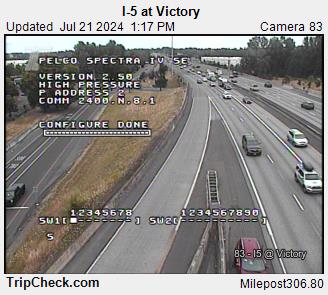 I-5 at Victory
Updated Jul 21 2024 1:17 PM Camera 83
PELCO SPECTRA IV SE
VERSION 2.50
HIGH PRESSURE
P ADDRESS 2
COMM 2400.N.8.1
CONFIGURE DONE
12345678 1234567890
SW1[■-------] SW2[----------]
S
83 - I5 @ Victory
TripCheck.com Milepost306.80